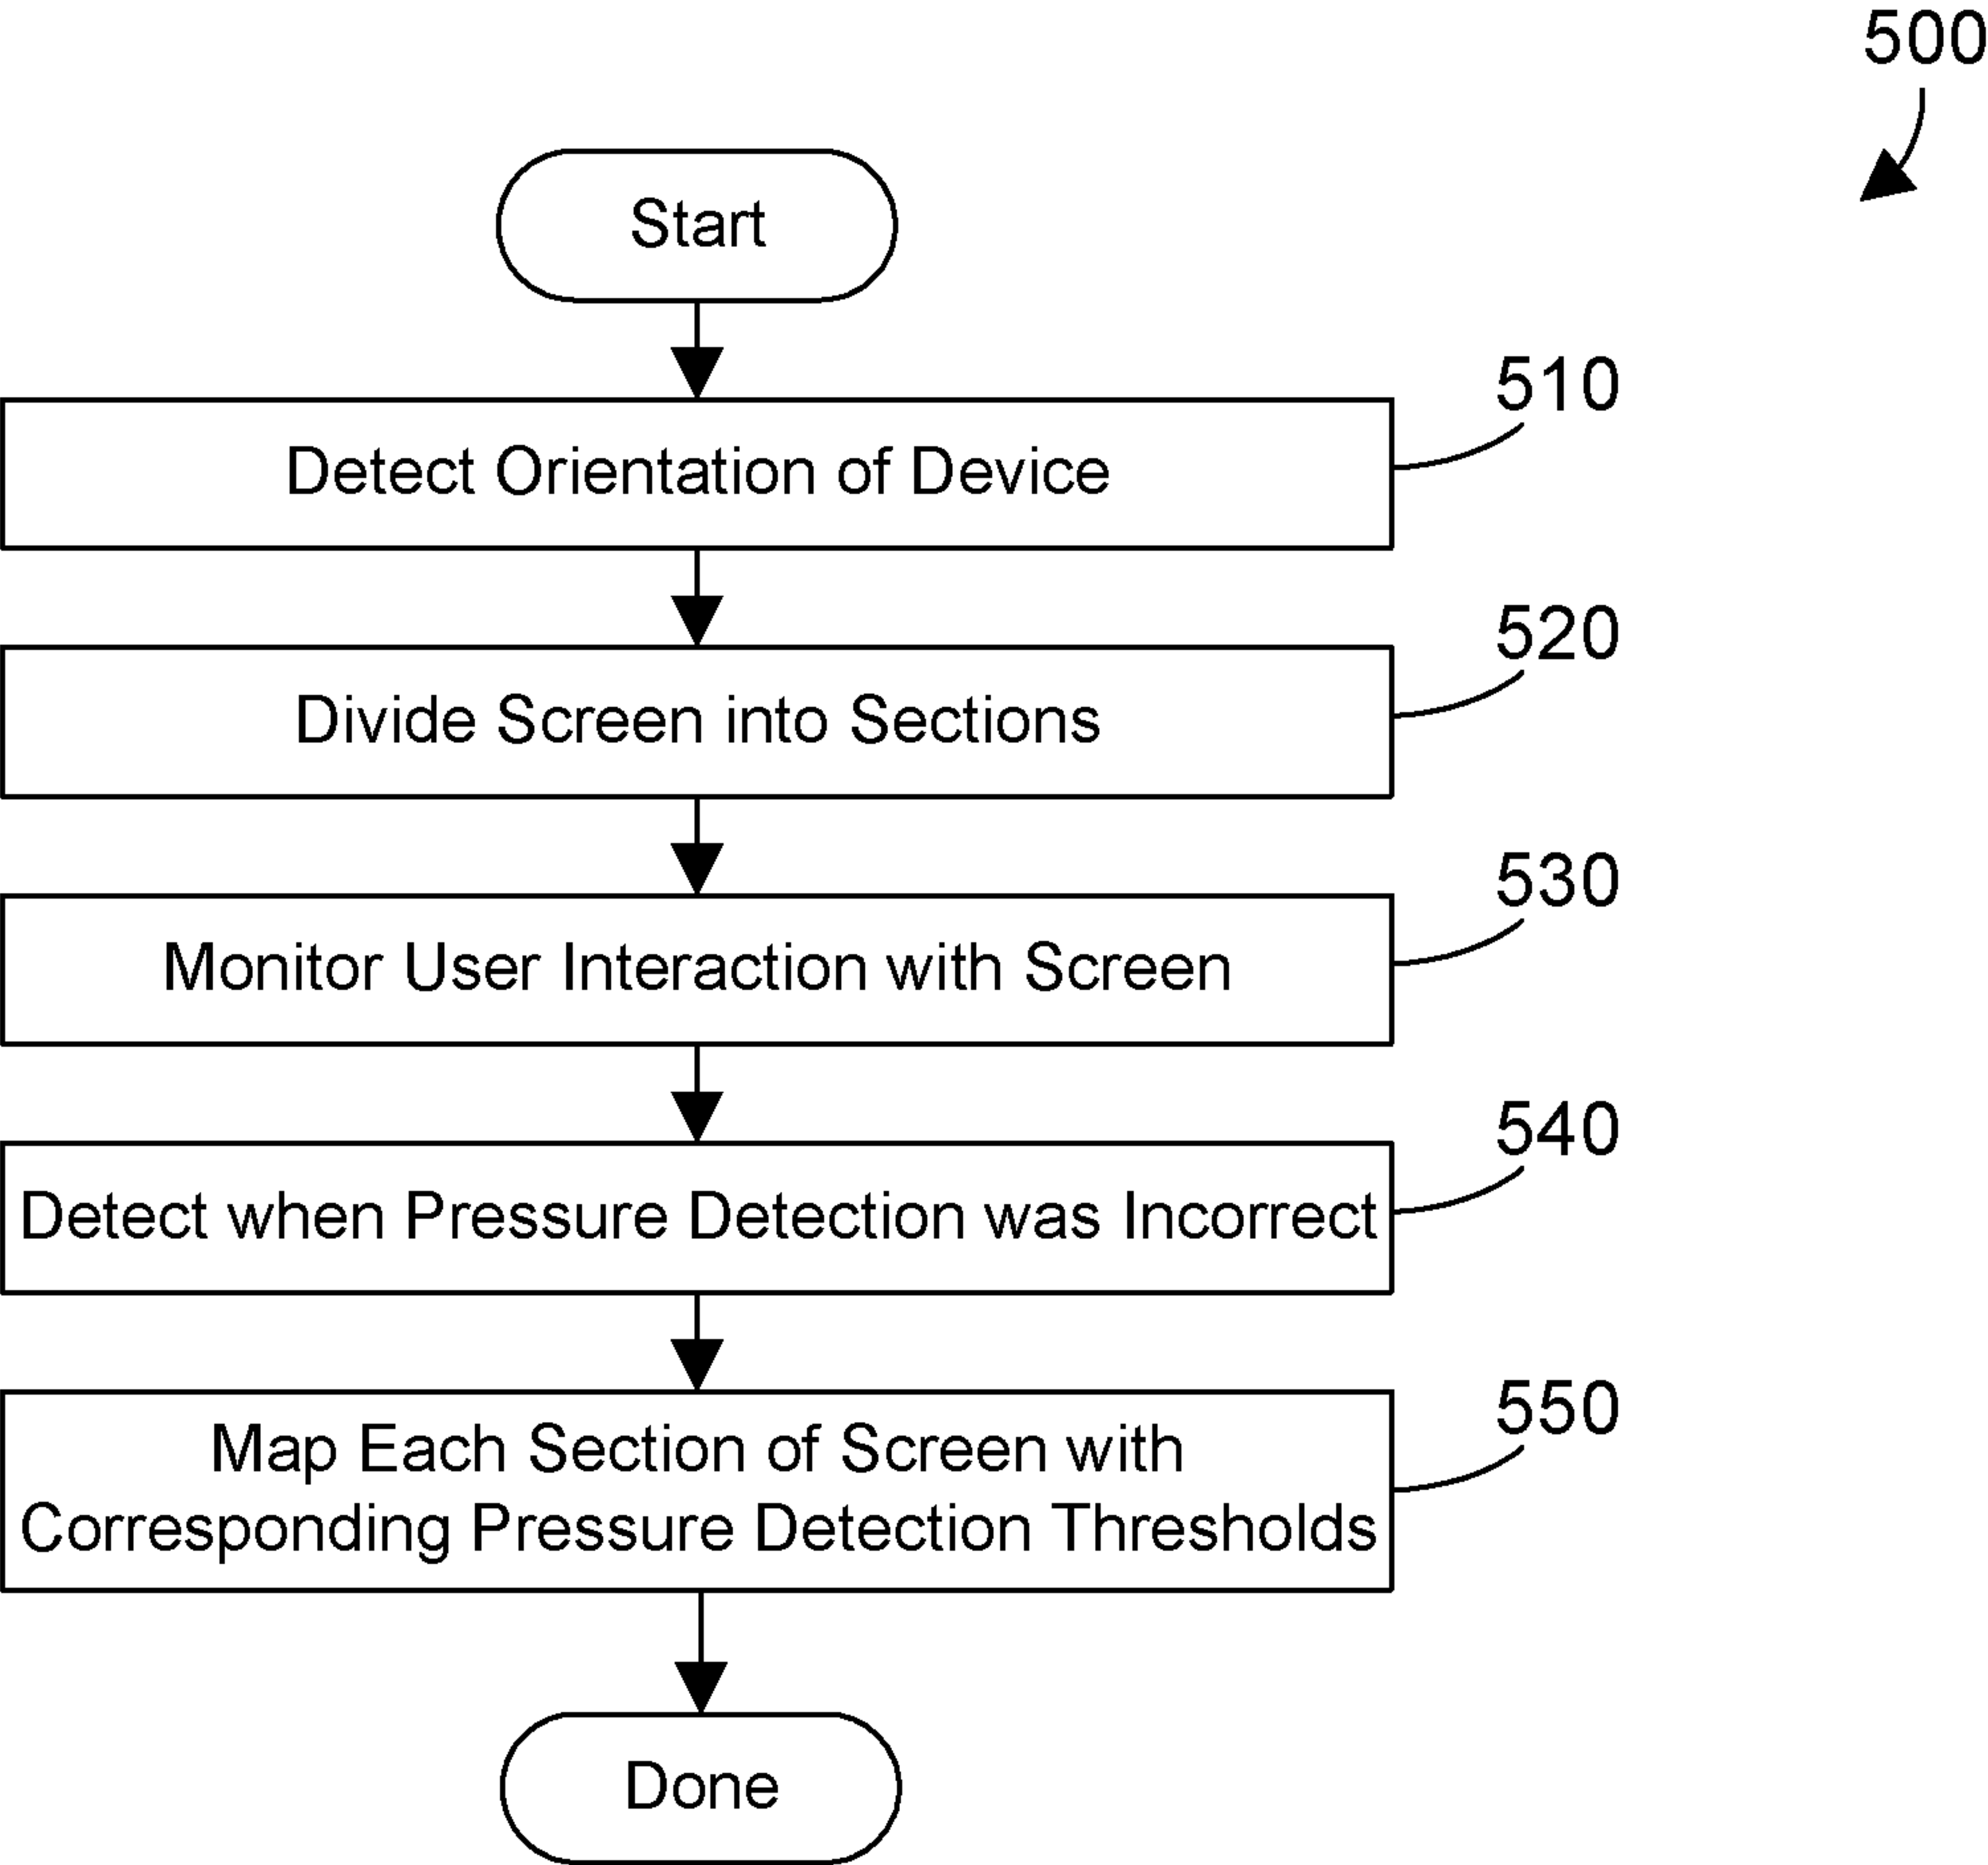 500
Start
510
Detect Orientation of Device
520
Divide Screen into Sections
530
Monitor User Interaction with Screen
540
Detect when Pressure Detection was Incorrect
550
Map Each Section of Screen with
Corresponding Pressure Detection Thresholds
Done